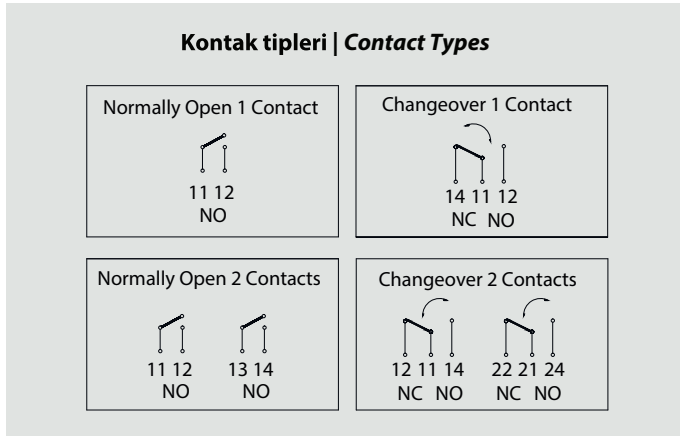 Kontak tipleri | Contact Types
Normally Open 1 Contact
11 12
NO
Changeover 1 Contact
14 11 12
NC NO
Normally Open 2 Contacts
11 12 13 14
NO NO
Changeover 2 Contacts
12 11 14 22 21 24
NC NO NC NO